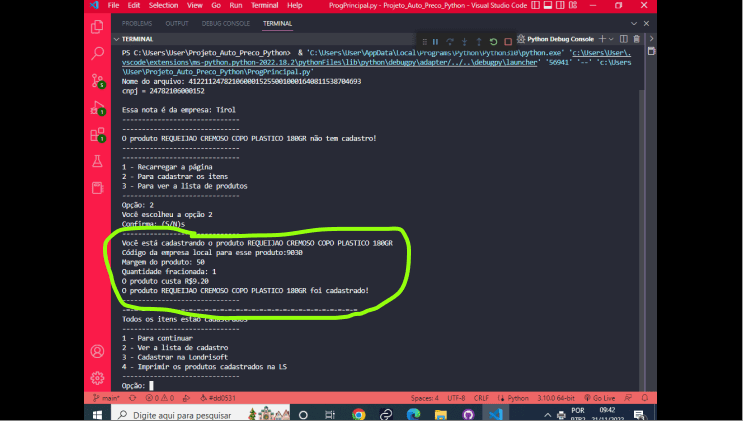 File Edit Selection View Go Run Terminal Help ProgPrincipal.py - Projeto_Auto_Preco_Python - Visual Studio Code
PROBLEMS OUTPUT DEBUG CONSOLE TERMINAL
TERMINAL
Python Debug Console
PS C:\Users\User\Projeto_Auto_Preco_Python> & 'C:\Users\User\AppData\Local\Programs\Python\Python310\python.exe' 'c:\Users\User\.
vscode\extensions\ms-python.python-2022.18.2\pythonFiles\lib\python\debugpy\adapter/../..\debugpy\launcher' '56941' '--' 'c:\Users
\User\Projeto_Auto_Preco_Python\ProgPrincipal.py'
cnpj = 24782106000152
Essa nota é da empresa: Tirol
------------------------------
O produto REQUEIJAO CREMOSO COPO PLASTICO 180GR não tem cadastro!
------------------------------
------------------------------
1 - Recarregar a página
2 - Para cadastrar os itens
3 - Para ver a lista de produtos
------------------------------
Opção: 2
Você escolheu a opção 2
Confirma: (S/N)s
------------------------------
Você está cadastrando o produto REQUEIJAO CREMOSO COPO PLASTICO 180GR
Código da empresa local para esse produto:9030
Margem do produto: 50
Quantidade fracionada: 1
O produto custa R$9.20
O produto REQUEIJAO CREMOSO COPO PLASTICO 180GR foi cadastrado!
------------------------------
Todos os itens estão cadastrados
------------------------------
1 - Para continuar
2 - Ver a lista de cadastro
3 - Cadastrar na Londrisoft
4 - Imprimir os produtos cadastrados na LS
------------------------------
Opção:
main* 0 0 #dd0531 Spaces: 4 UTF-8 CRLF Python 3.10.0 64-bit Go Live
Digite aqui para pesquisar
POR 09:42
21/11/2022